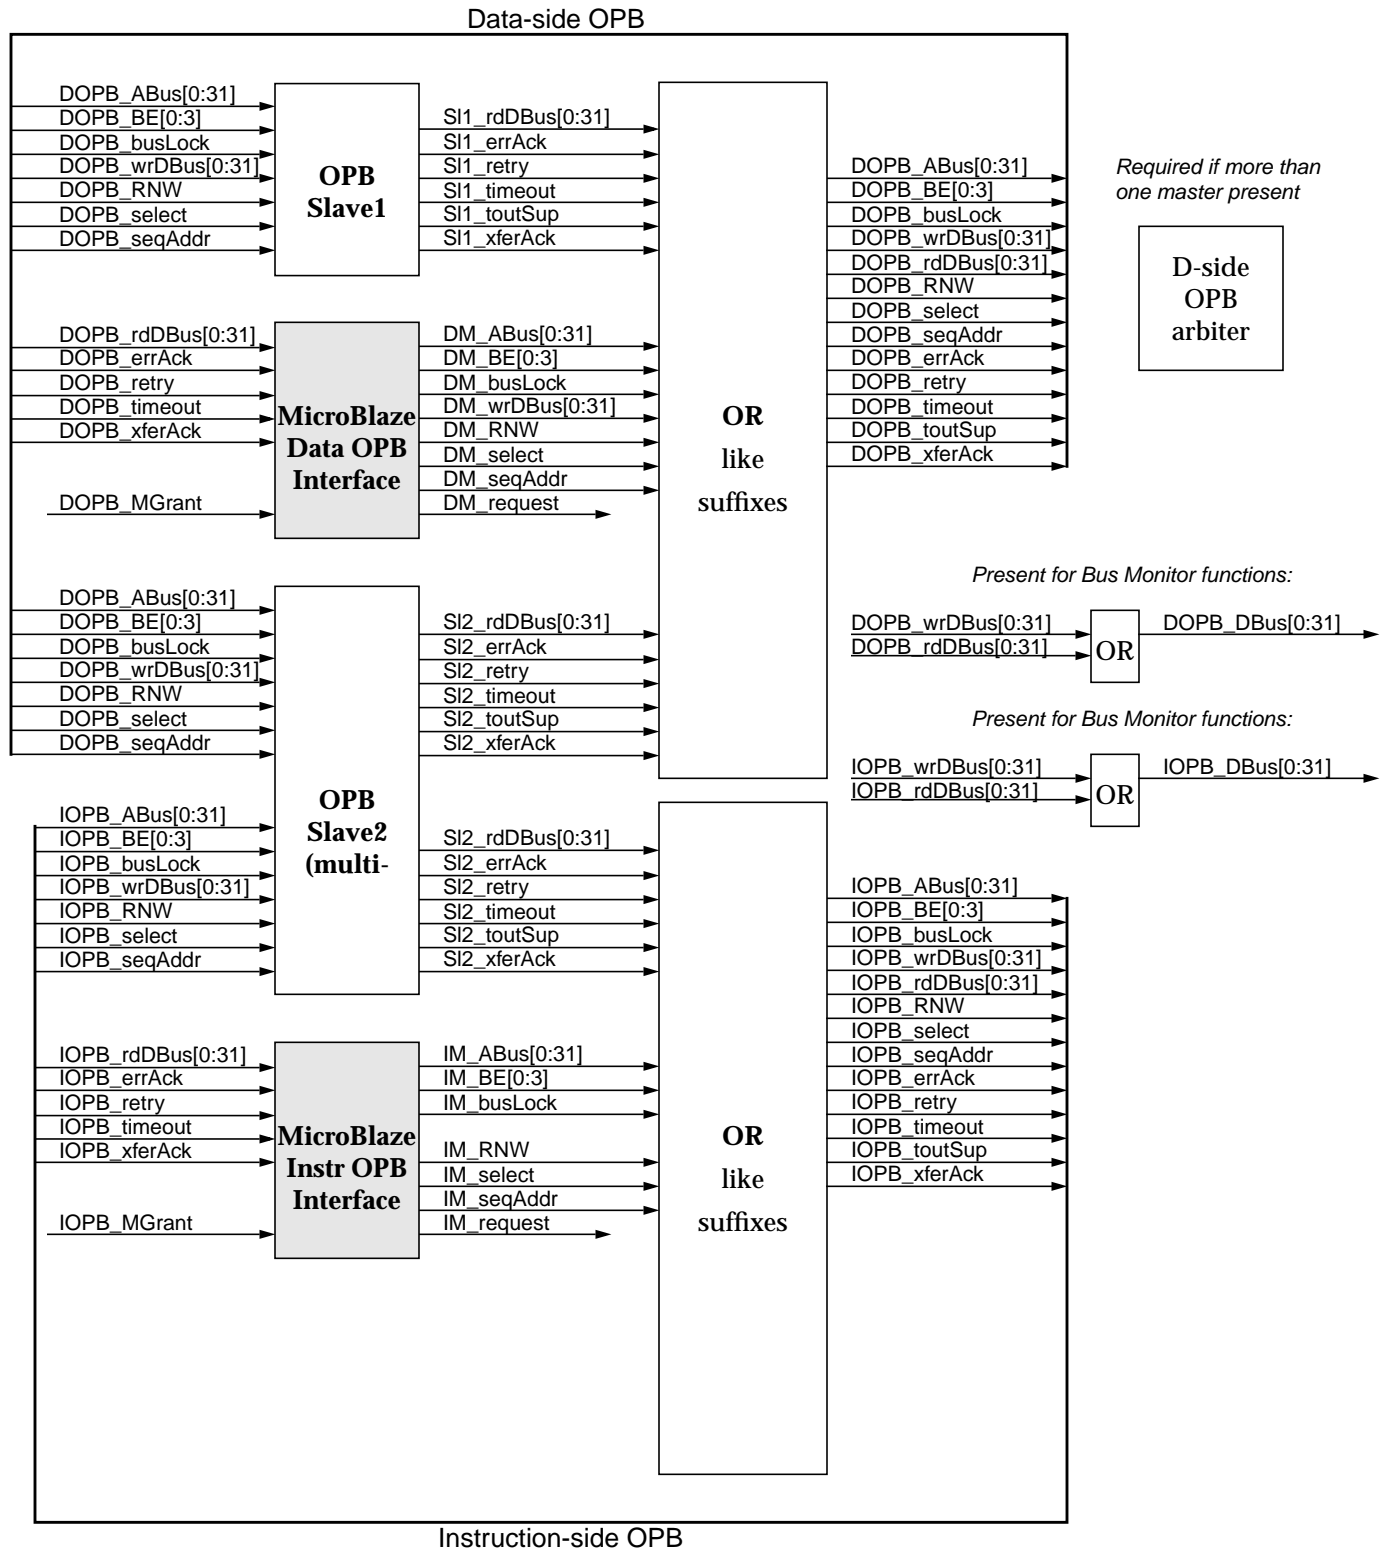 Data-side OPB
DOPB_ABus[0:31]
DOPB_BE[0:3]
DOPB_busLock
DOPB_wrDBus[0:31]
DOPB_RNW
DOPB_select
DOPB_seqAddr
OPB
Slave1
Sl1_rdDBus[0:31]
Sl1_errAck
Sl1_retry
Sl1_timeout
Sl1_toutSup
Sl1_xferAck
DOPB_rdDBus[0:31]
DOPB_errAck
DOPB_retry
DOPB_timeout
DOPB_xferAck
DOPB_MGrant
MicroBlaze
Data OPB
Interface
DM_ABus[0:31]
DM_BE[0:3]
DM_busLock
DM_wrDBus[0:31]
DM_RNW
DM_select
DM_seqAddr
DM_request
OR
like
suffixes
DOPB_ABus[0:31]
DOPB_BE[0:3]
DOPB_busLock
DOPB_wrDBus[0:31]
DOPB_rdDBus[0:31]
DOPB_RNW
DOPB_select
DOPB_seqAddr
DOPB_errAck
DOPB_retry
DOPB_timeout
DOPB_toutSup
DOPB_xferAck
Required if more than
one master present
D-side
OPB
arbiter
DOPB_ABus[0:31]
DOPB_BE[0:3]
DOPB_busLock
DOPB_wrDBus[0:31]
DOPB_RNW
DOPB_select
DOPB_seqAddr
IOPB_ABus[0:31]
IOPB_BE[0:3]
IOPB_busLock
IOPB_wrDBus[0:31]
IOPB_RNW
IOPB_select
IOPB_seqAddr
OPB
Slave2
(multi-
Sl2_rdDBus[0:31]
Sl2_errAck
Sl2_retry
Sl2_timeout
Sl2_toutSup
Sl2_xferAck
Sl2_rdDBus[0:31]
Sl2_errAck
Sl2_retry
Sl2_timeout
Sl2_toutSup
Sl2_xferAck
Present for Bus Monitor functions:
DOPB_wrDBus[0:31]
DOPB_rdDBus[0:31]
OR
DOPB_DBus[0:31]
Present for Bus Monitor functions:
IOPB_wrDBus[0:31]
IOPB_rdDBus[0:31]
OR
IOPB_DBus[0:31]
IOPB_rdDBus[0:31]
IOPB_errAck
IOPB_retry
IOPB_timeout
IOPB_xferAck
IOPB_MGrant
MicroBlaze
Instr OPB
Interface
IM_ABus[0:31]
IM_BE[0:3]
IM_busLock
IM_RNW
IM_select
IM_seqAddr
IM_request
OR
like
suffixes
IOPB_ABus[0:31]
IOPB_BE[0:3]
IOPB_busLock
IOPB_wrDBus[0:31]
IOPB_rdDBus[0:31]
IOPB_RNW
IOPB_select
IOPB_seqAddr
IOPB_errAck
IOPB_retry
IOPB_timeout
IOPB_toutSup
IOPB_xferAck
Instruction-side OPB